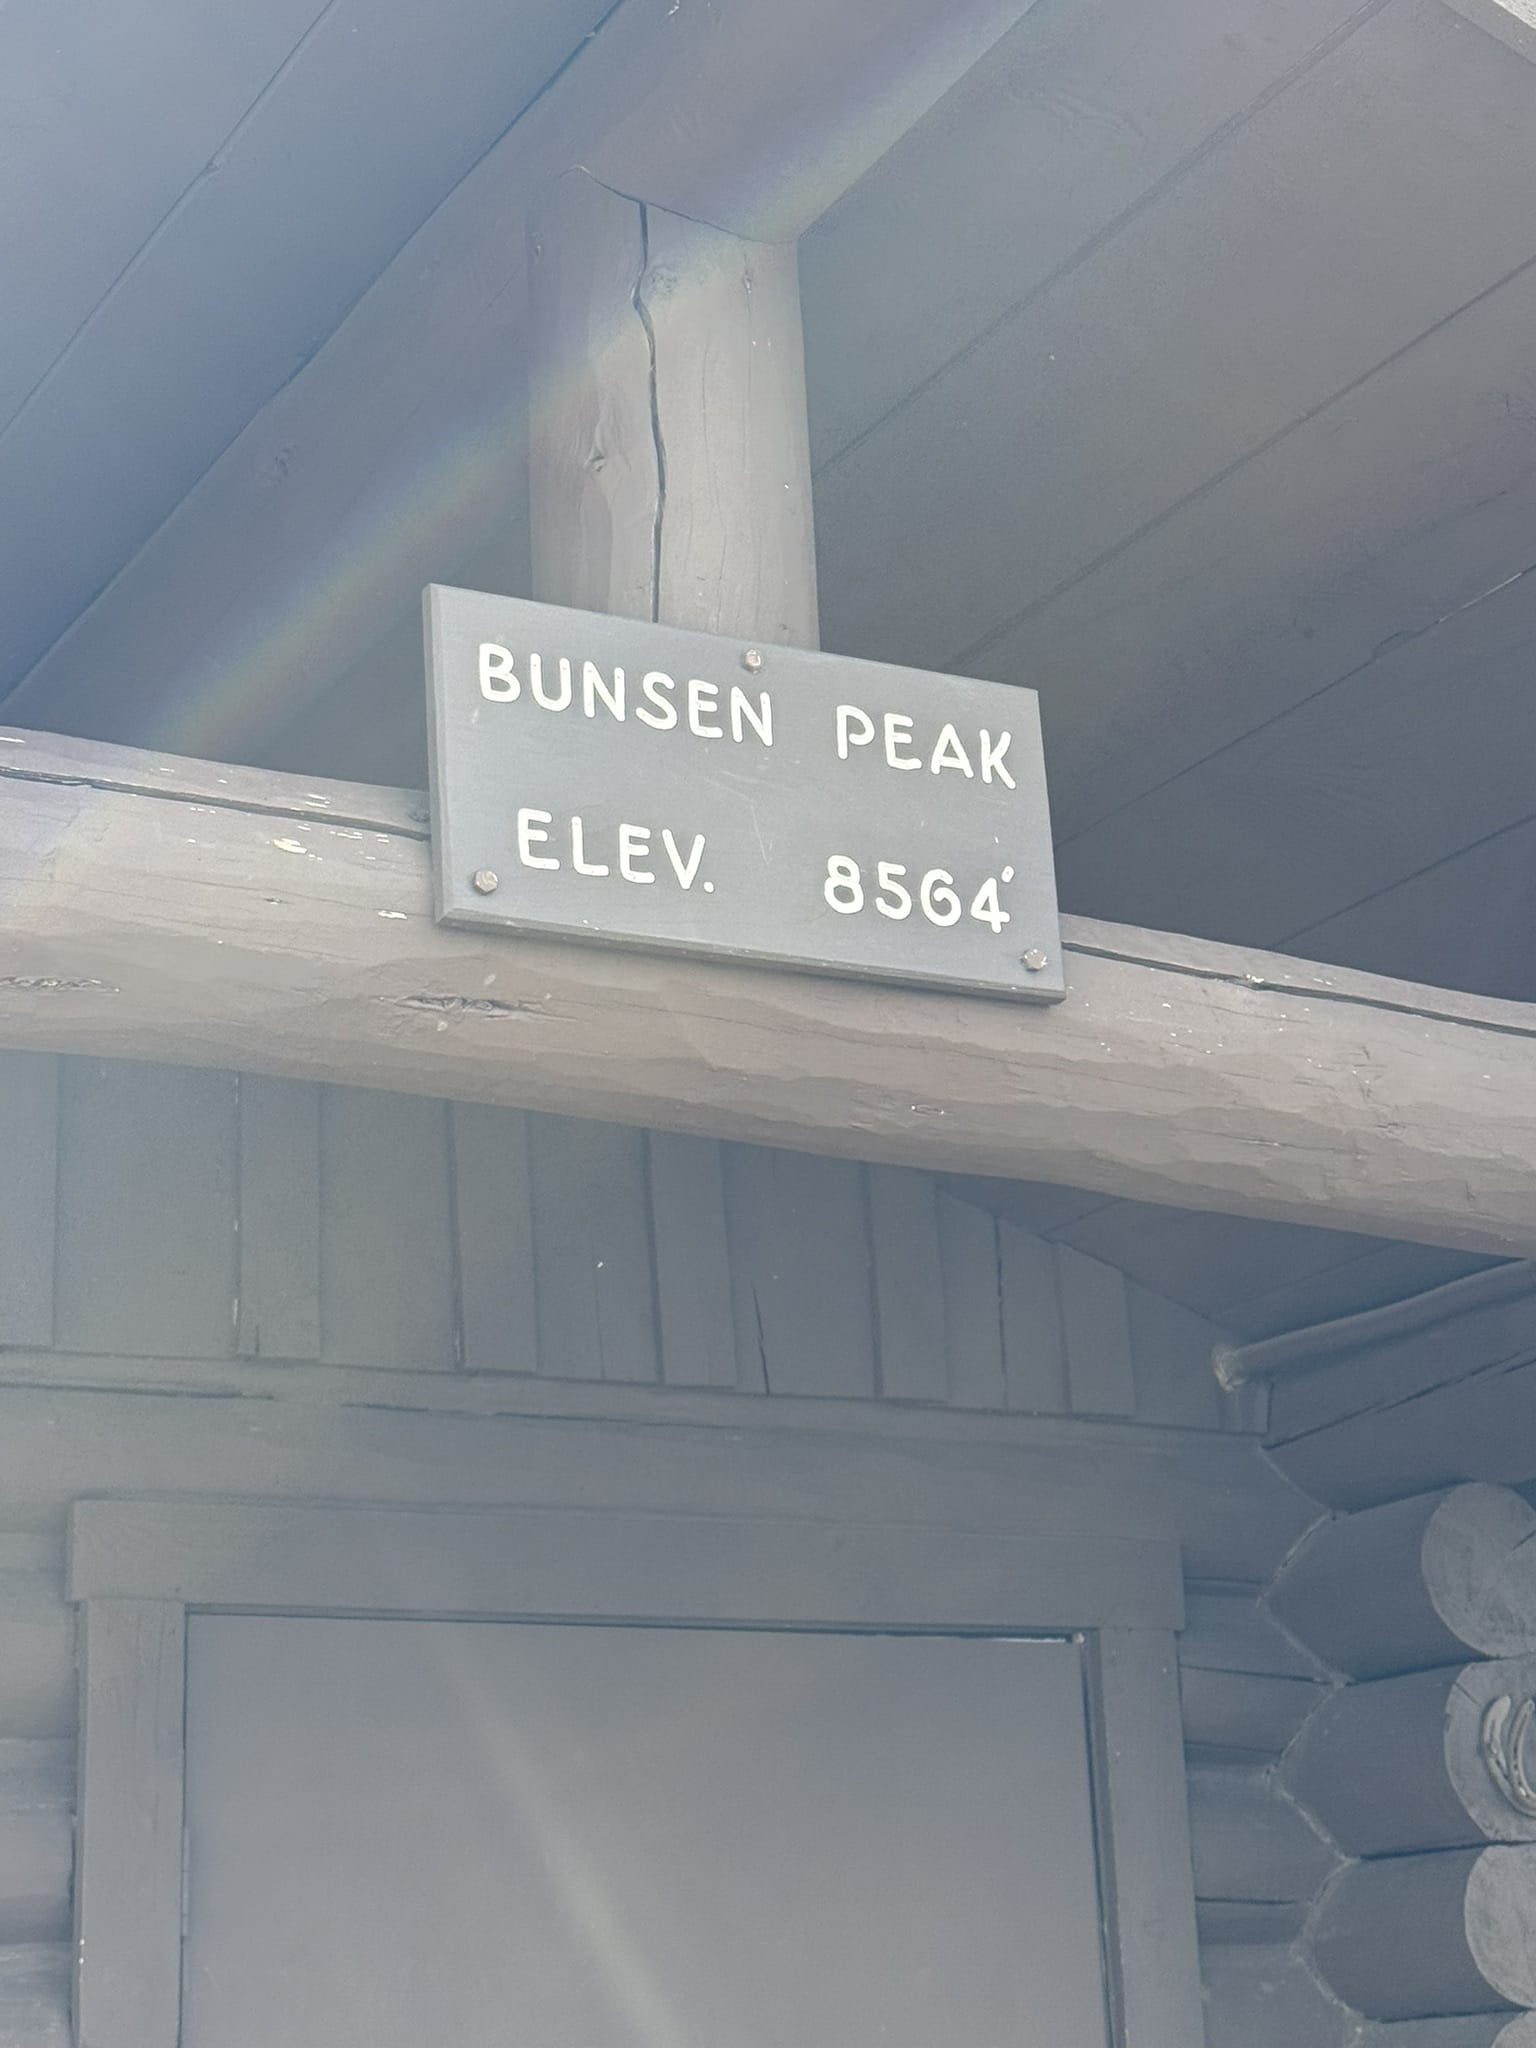 BUNSEN PEAK
ELEV. 8564'